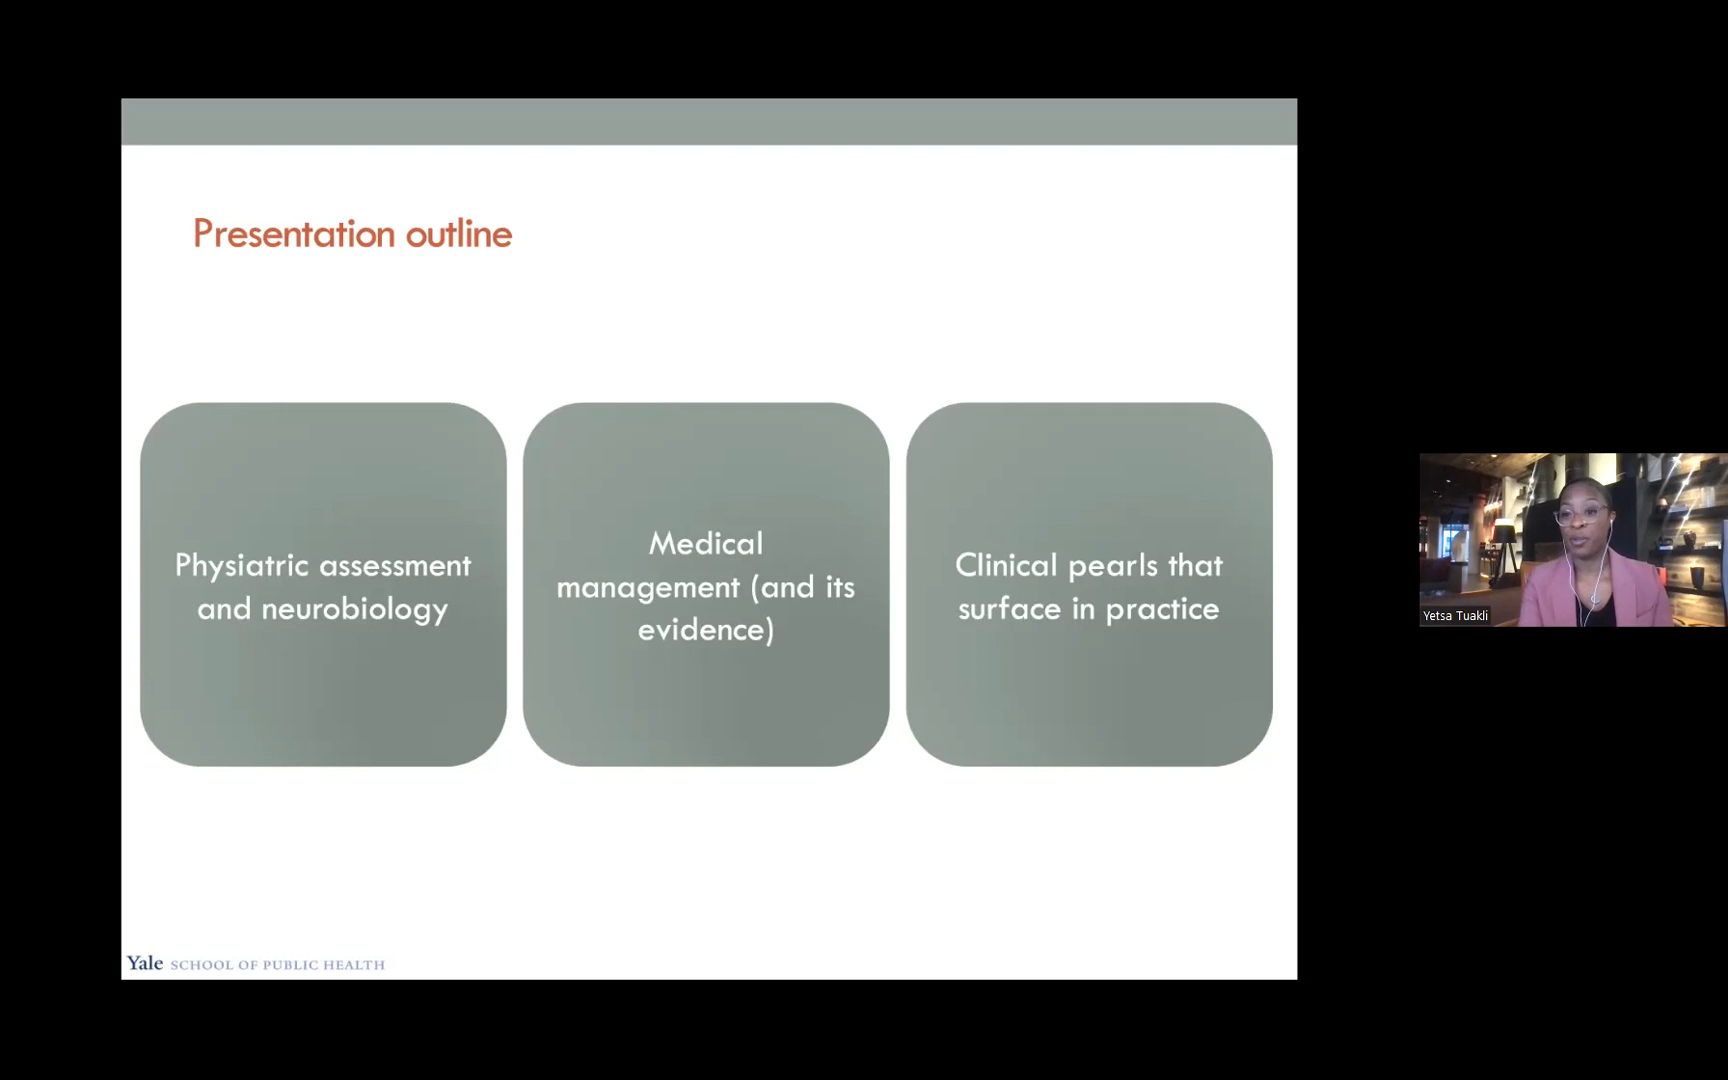 Presentation outline
Physiatric assessment
and neurobiology
Medical
management (and its
evidence)
Clinical pearls that
surface in practice
Yale SCHOOL OF PUBLIC HEALTH
Yetsa Tuakli